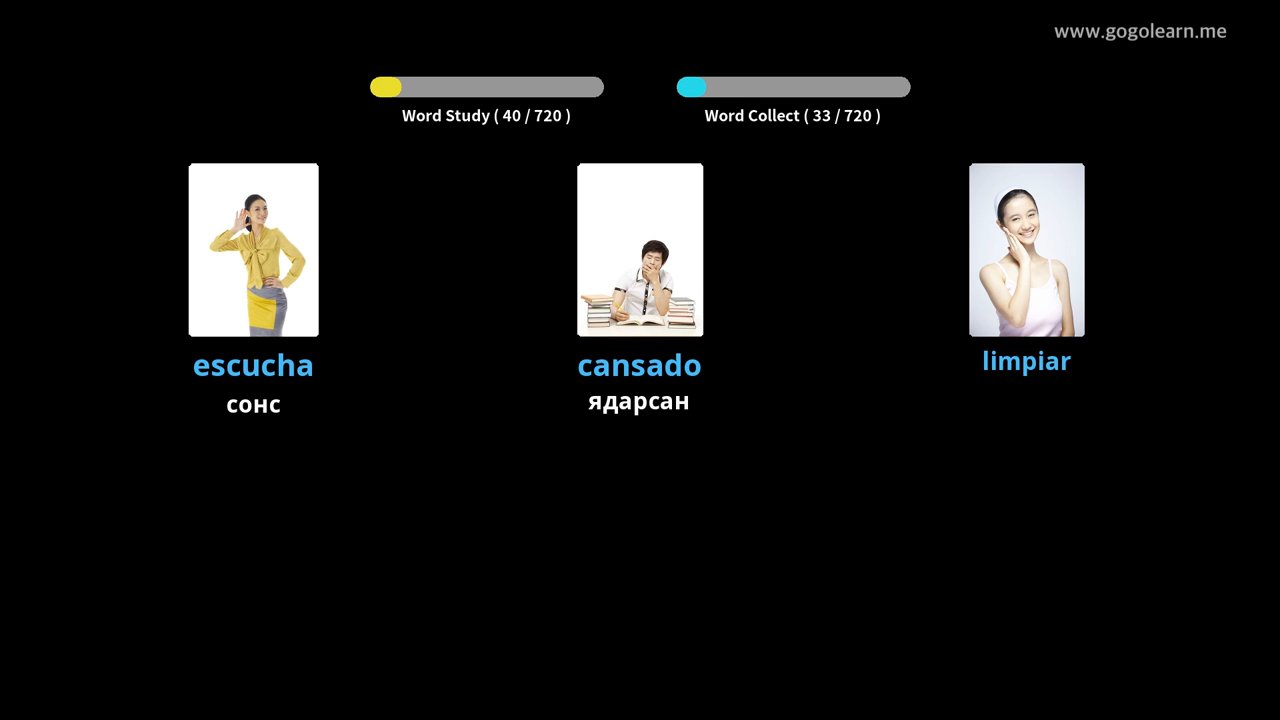 www.gogolearn.me
Word Study ( 40 / 720 )
Word Collect ( 33 / 720 )
escucha
сонс
cansado
ядарсан
limpiar